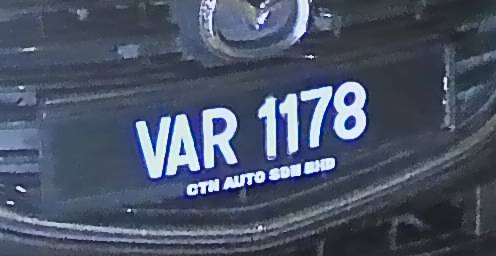 VAR 1178
CTH AUTO SDN BHD